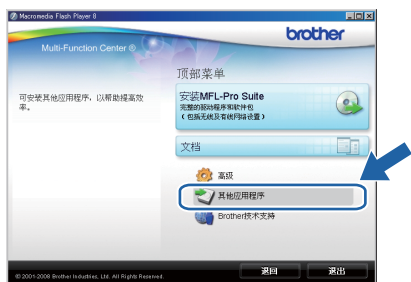 Macromedia Flash Player 8
brother
Multi-Function Center ®
顶部菜单
可安装其他应用程序，以帮助提高效
率。
安装MFL-Pro Suite
完整的驱动程序和软件包
（包括无线及有线网络设置）
文档
高级
其他应用程序
Brother技术支持
© 2001-2008 Brother Industries, Ltd. All Rights Reserved.
返回
退出